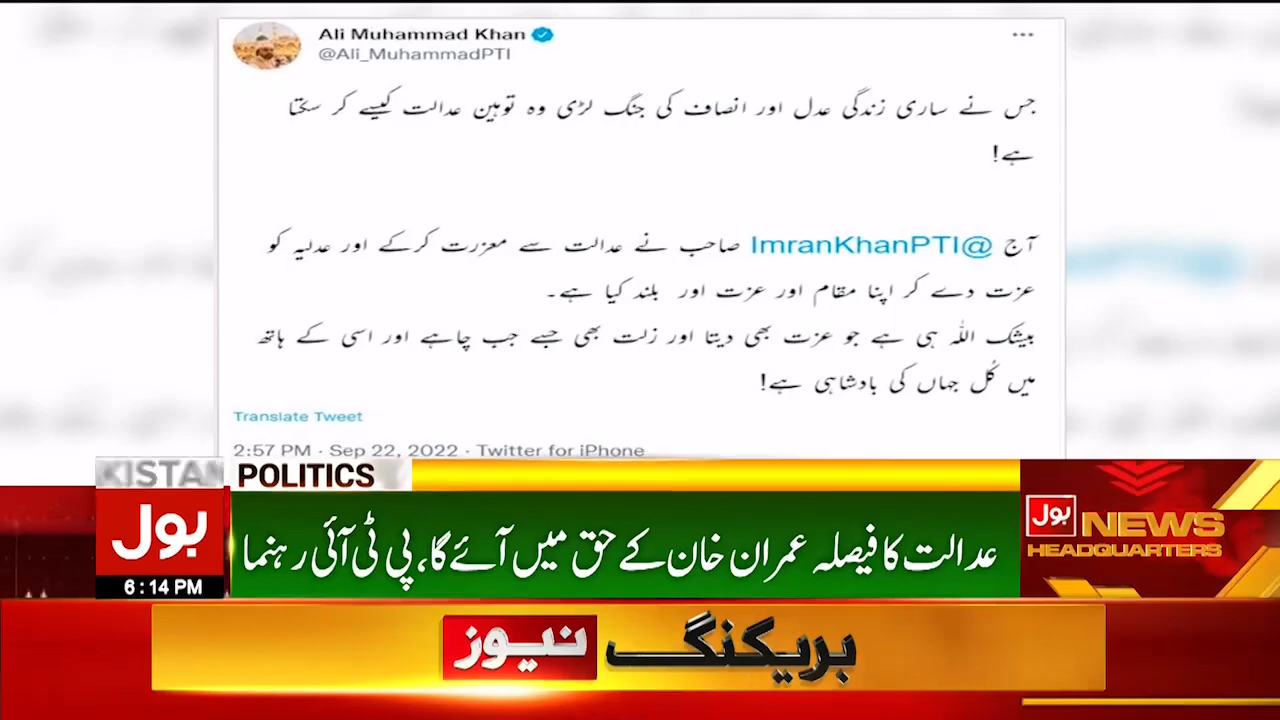 Ali Muhammad Khan
@Ali_MuhammadPTI
جس نے ساری زندگی عدل اور انصاف کی جنگ لڑی وہ توہین عدالت کیسے کر سکتا
ہے!
آج @ImranKhanPTI صاحب نے عدالت سے معزرت کرکے اور عدلیہ کو
عزت دے کر اپنا مقام اور عزت اور بلند کیا ہے۔
بیشک اللہ ہی ہے جو عزت بھی دیتا اور زلت بھی جسے جب چاہے اور اسی کے ہاتھ
میں کُل جہاں کی بادشاہی ہے!
Translate Tweet
2:57 PM · Sep 22, 2022 · Twitter for iPhone
KISTAN POLITICS
بول
عدالت کا فیصلہ عمران خان کے حق میں آئے گا، پی ٹی آئی رہنما
6:14 PM
بول NEWS
HEADQUARTERS
بریکنگ نیوز